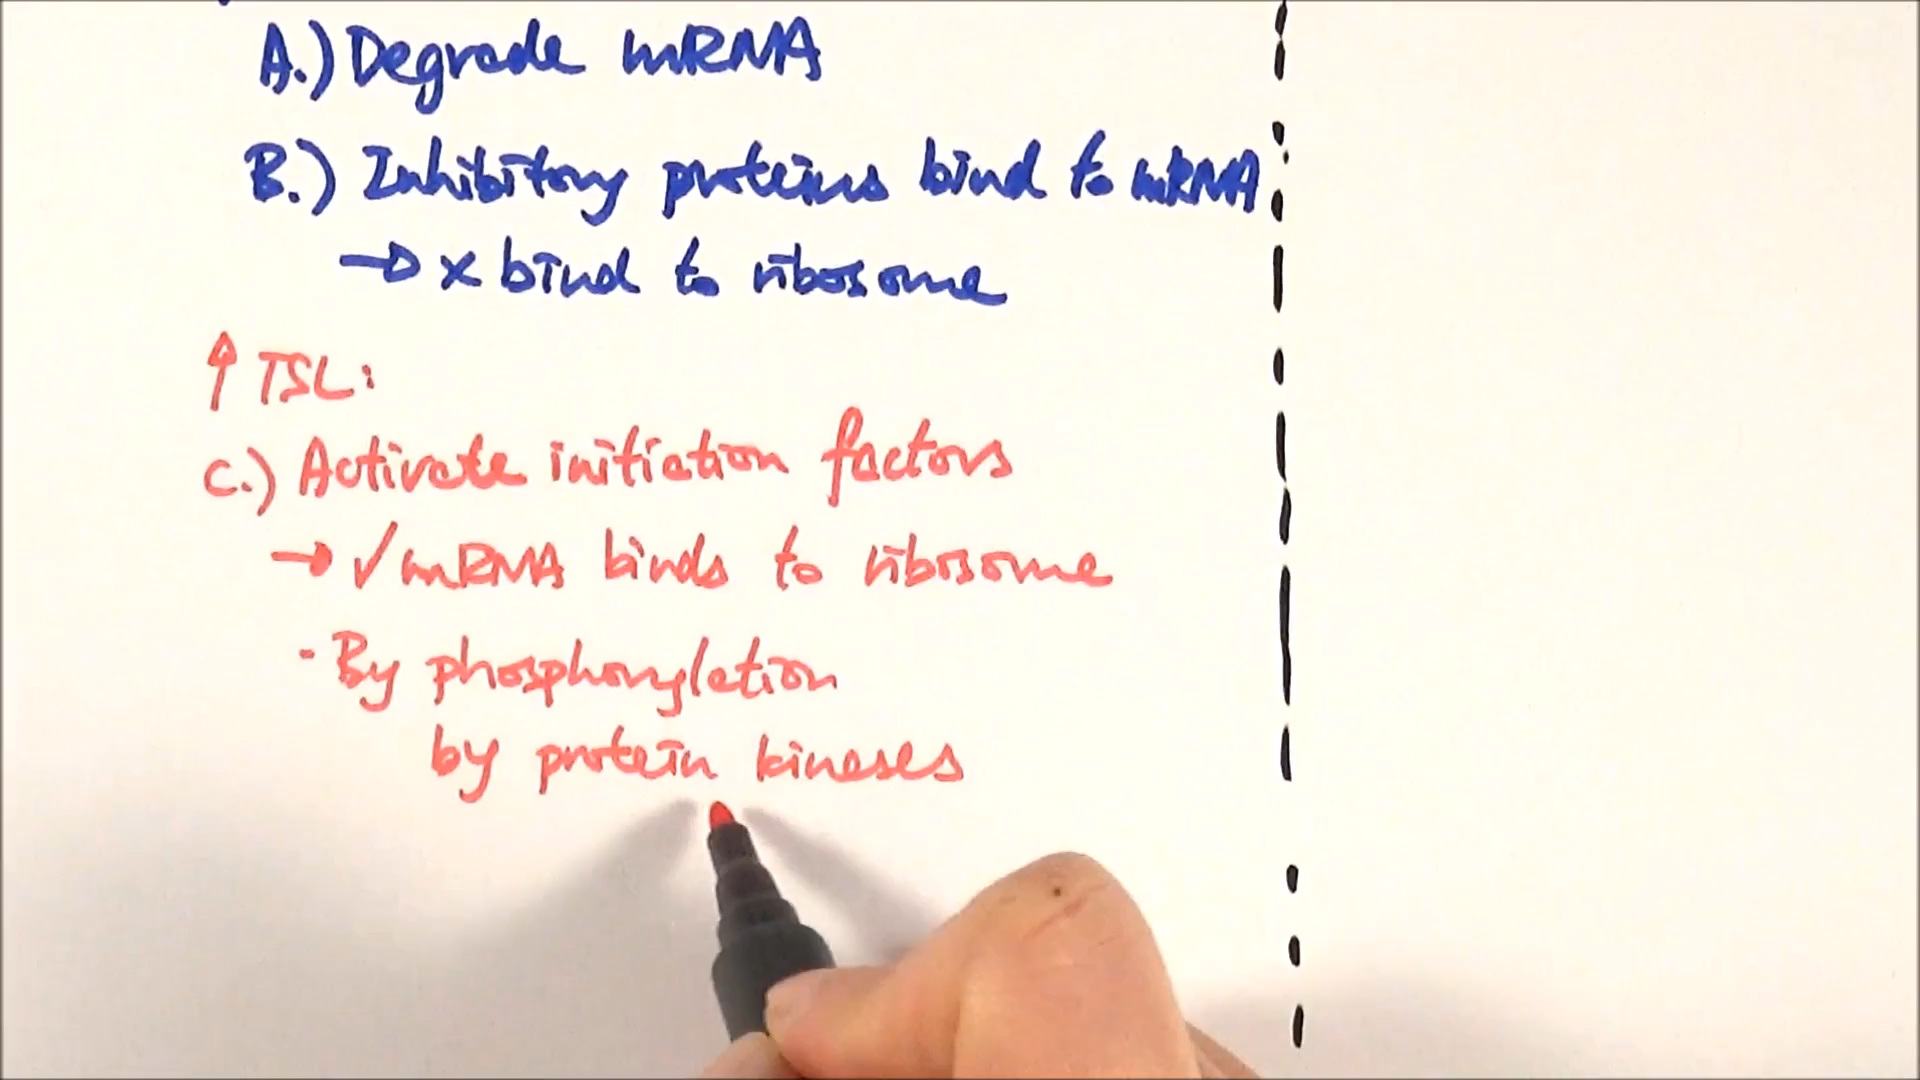 A.) Degrade mRNA
B.) Inhibitory proteins bind to mRNA
→ x bind to ribosome
↑ TSL:
C.) Activate initiation factors
→ ✓ mRNA binds to ribosome
- By phosphorylation
by protein kinases